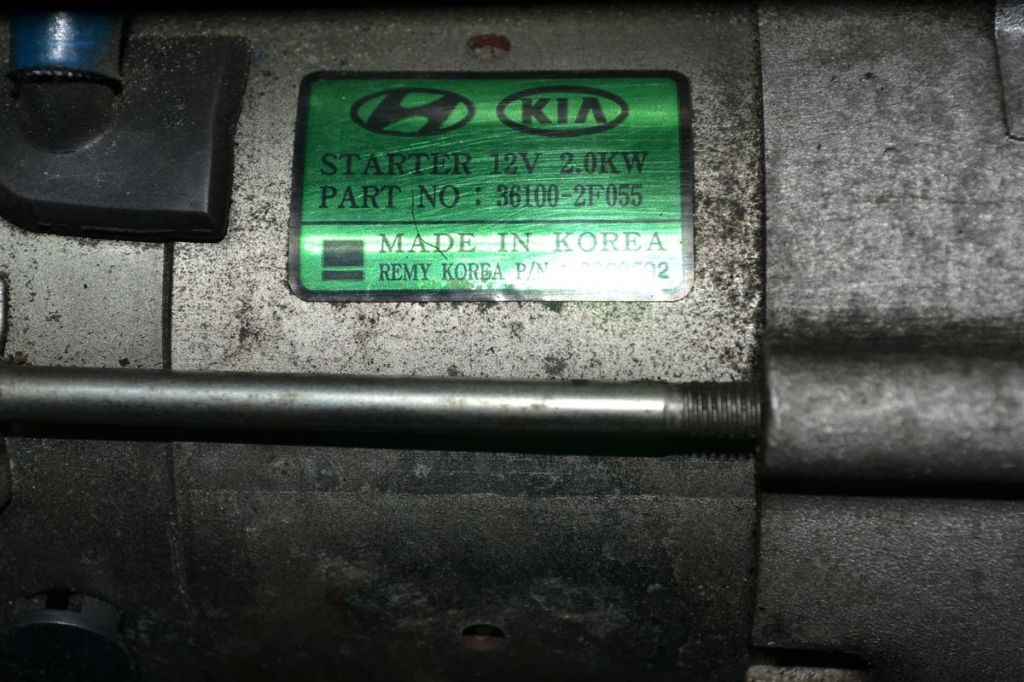 KIA
STARTER 12V 2.0KW
PART NO : 36100-2F055
MADE IN KOREA
REMY KOREA P/N